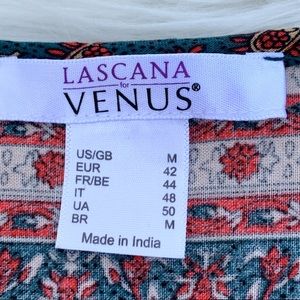 LASCANA
for
VENUS®
US/GB M
EUR 42
FR/BE 44
IT 48
UA 50
BR M
Made in India